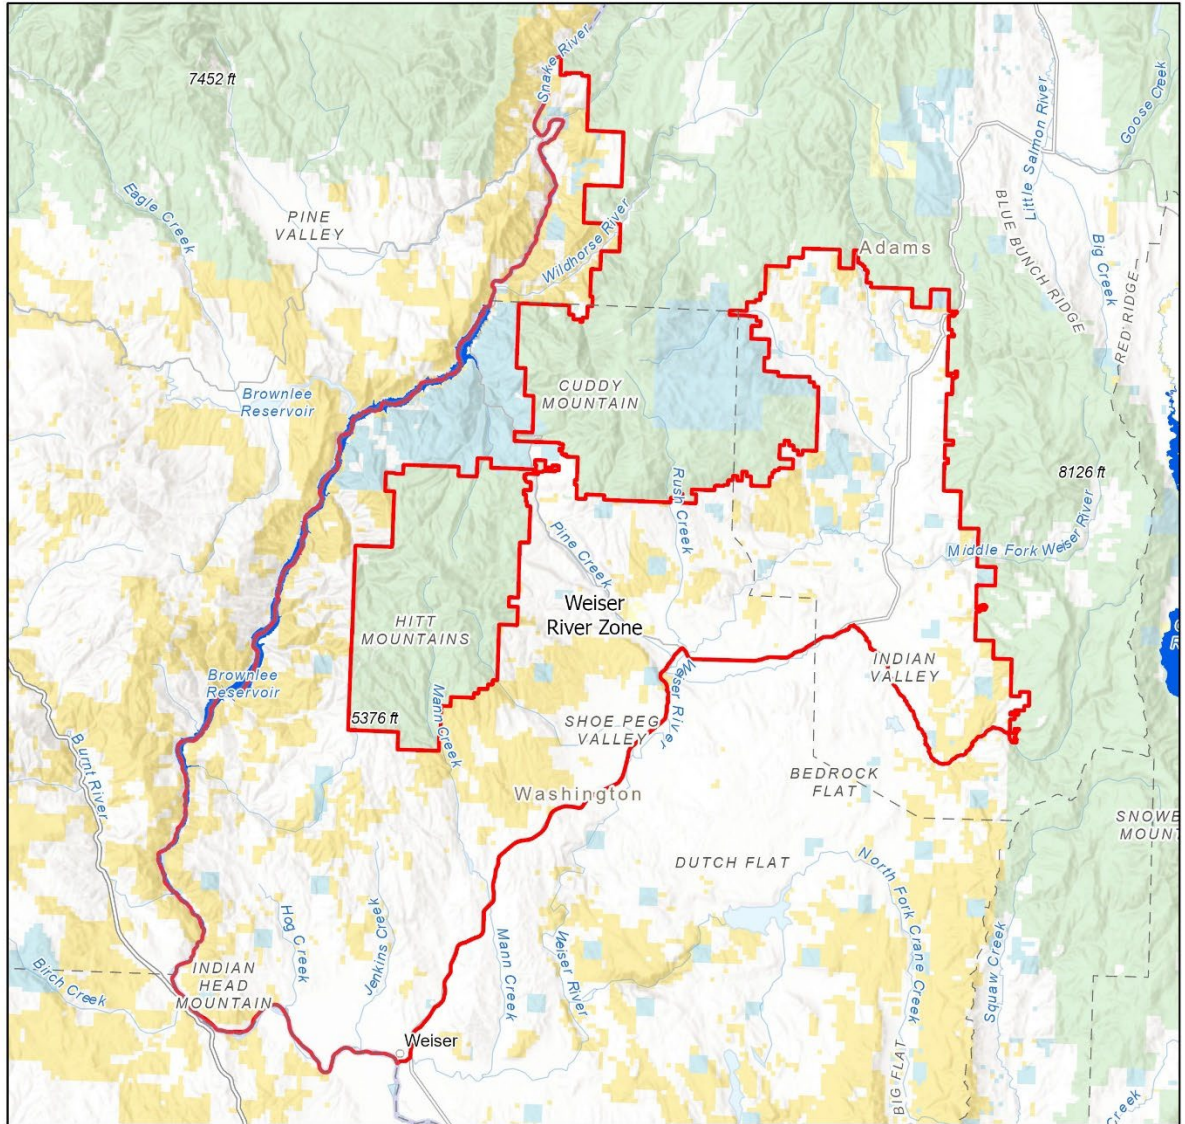 Snake River
7452 ft
Goose Creek
Little Salmon River
Eagle Creek
PINE
VALLEY
BLUE BUNCH RIDGE
Wildhorse River
Adams
Big Creek
RED RIDGE
CUDDY
MOUNTAIN
Brownlee
Reservoir
8126 ft
Rush Creek
Middle Fork Weiser River
Pine Creek
Weiser
River Zone
HITT
MOUNTAINS
INDIAN
VALLEY
Brownlee
Reservoir
Weiser River
Mann Creek
5376 ft
SHOE PEG
VALLEY
Burnt River
BEDROCK
FLAT
Washington
SNOWB
MOUNT
DUTCH FLAT
North Fork Crane Creek
Hog Creek
Jenkins Creek
Mann Creek
Weiser River
Squaw Creek
Birch Creek
INDIAN
HEAD
MOUNTAIN
Weiser
BIG FLAT
Creek